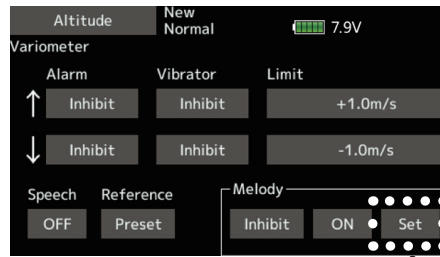 Altitude New Normal 7.9V
Variometer
Alarm Vibrator Limit
↑ Inhibit Inhibit +1.0m/s
↓ Inhibit Inhibit -1.0m/s
Speech Reference Melody
OFF Preset Inhibit ON Set